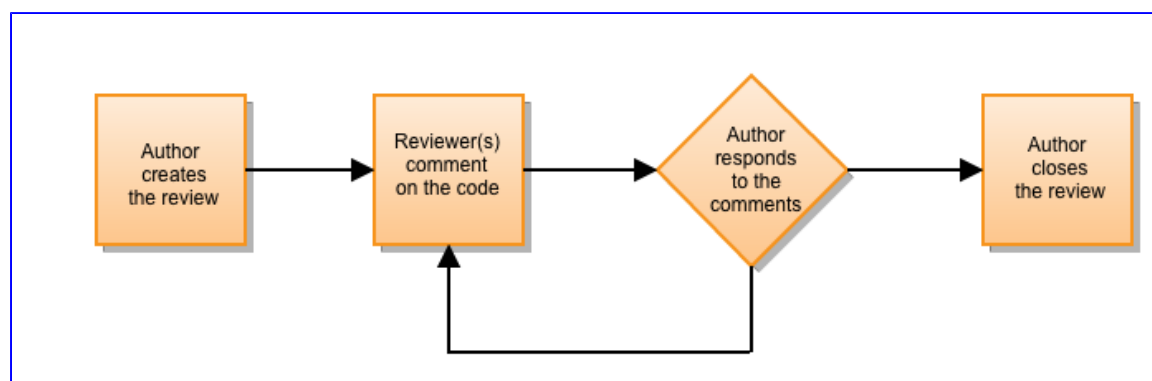 Author
creates
the review
Reviewer(s)
comment
on the code
Author
responds
to the
comments
Author
closes
the review